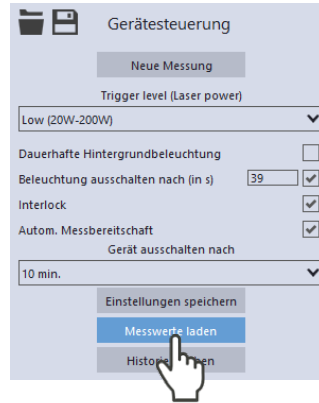 Gerätesteuerung
Neue Messung
Trigger level (Laser power)
Low (20W-200W)
Dauerhafte Hintergrundbeleuchtung
Beleuchtung ausschalten nach (in s) 39
Interlock
Autom. Messbereitschaft
Gerät ausschalten nach
10 min.
Einstellungen speichern
Messwerte laden